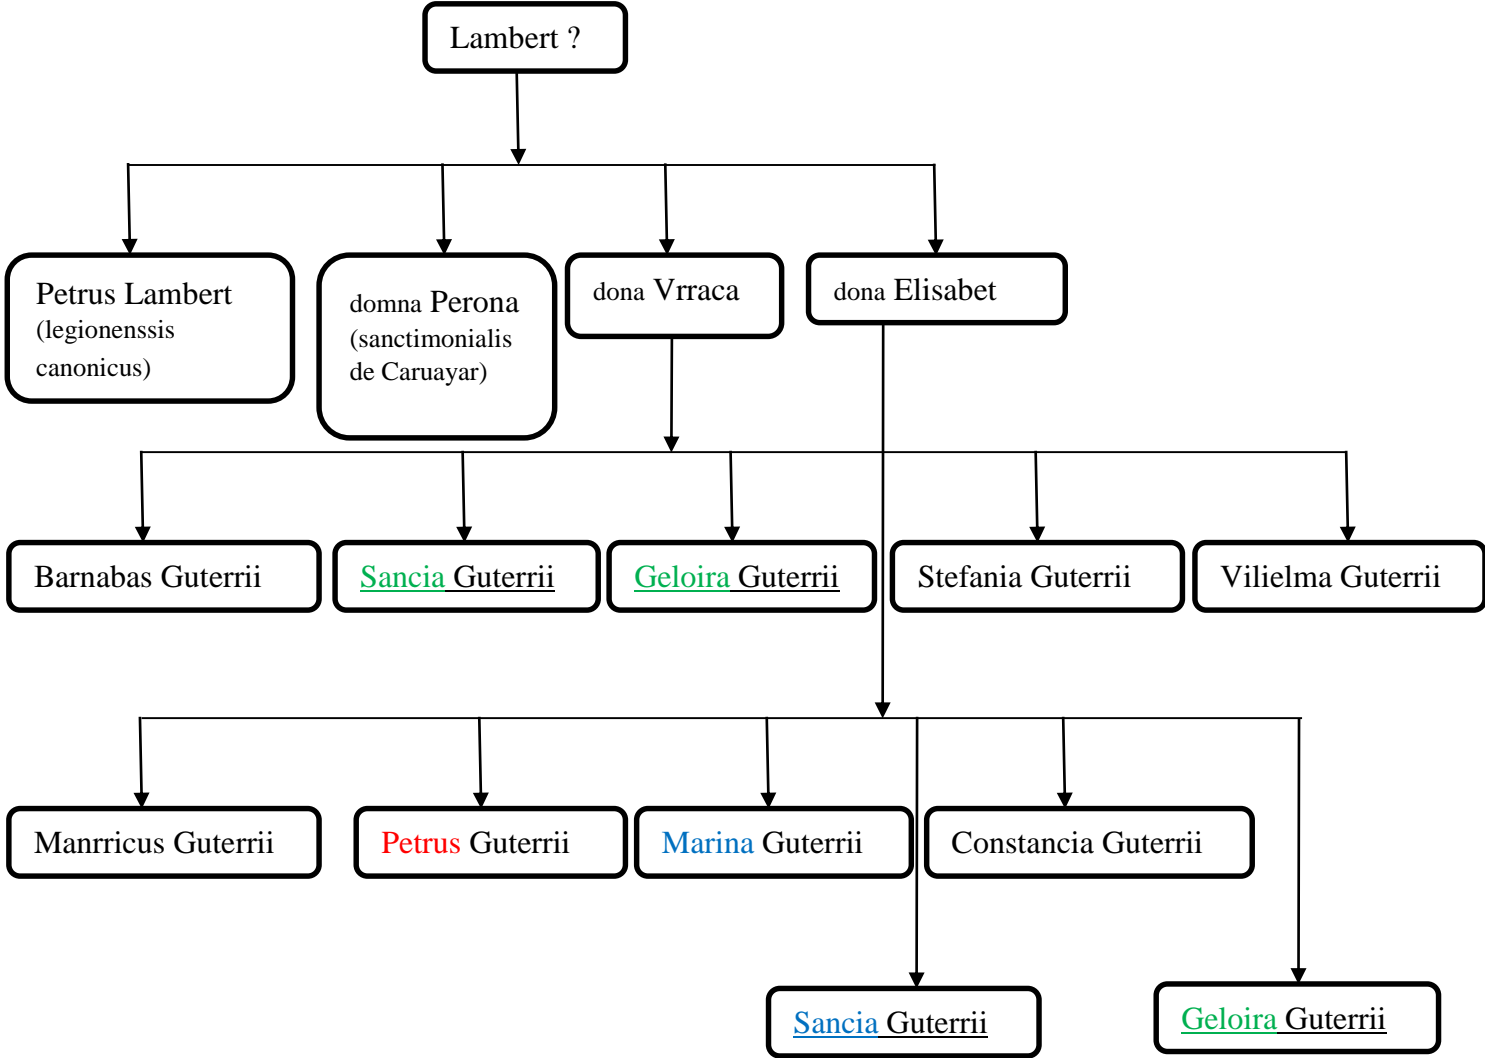 Lambert ?
Petrus Lambert
(legionenssis
canonicus)
domna Perona
(sanctimonialis
de Caruayar)
dona Vrraca
dona Elisabet
Barnabas Guterrii
Sancia Guterrii
Geloira Guterrii
Stefania Guterrii
Vilielma Guterrii
Manrricus Guterrii
Petrus Guterrii
Marina Guterrii
Constancia Guterrii
Sancia Guterrii
Geloira Guterrii